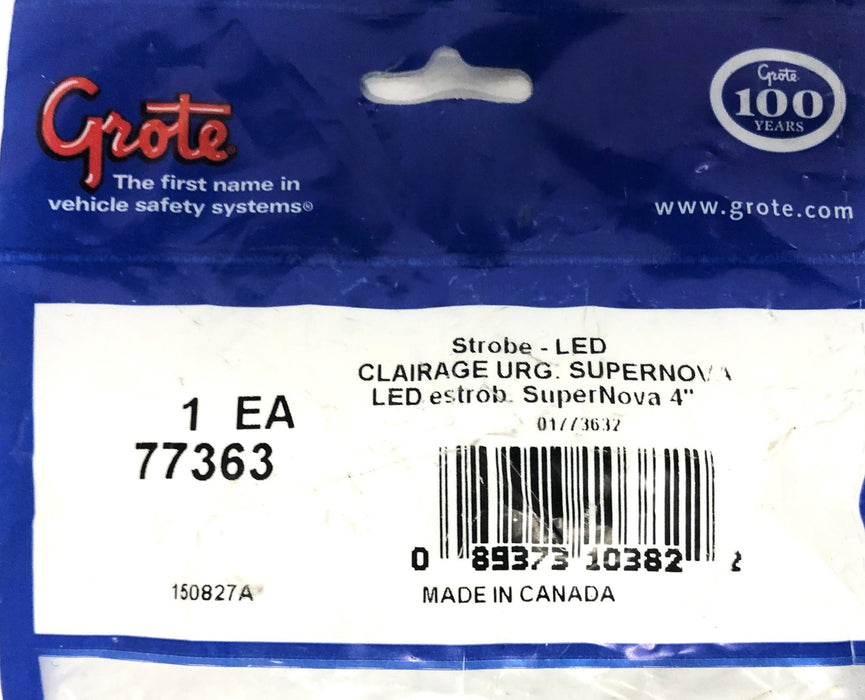 Grote®
The first name in
vehicle safety systems®
Grote
100
YEARS
www.grote.com
Strobe - LED
CLAIRAGE URG. SUPERNOVA
LED estrob. SuperNova 4"
1 EA
77363
01773632
0 89373 10382 2
150827A
MADE IN CANADA